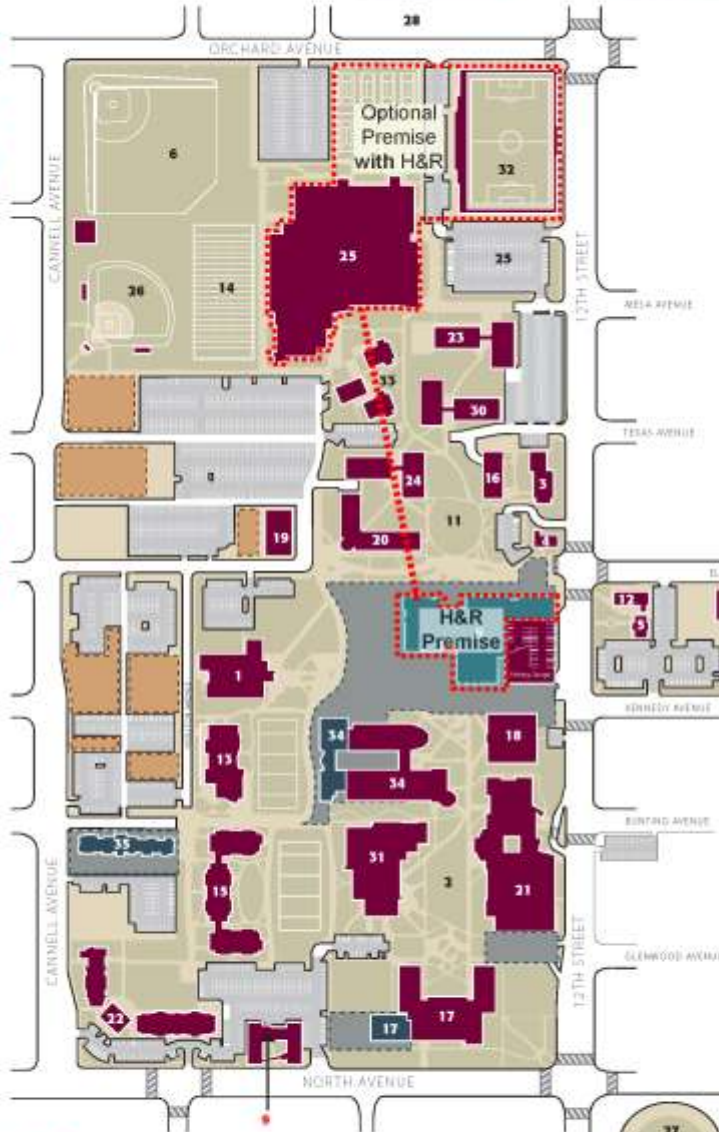 28
ORCHARD AVENUE
Optional
Premise
with H&R
6
32
CANNELL AVENUE
25
25
12TH STREET
26
14
MESA AVENUE
23
33
30
TEXAS AVENUE
24
16
3
11
20
19
4
12
H&R
Premise
5
1
KENNEDY AVENUE
34
18
13
34
BUNTING AVENUE
35
31
15
2
21
CANNELL AVENUE
12TH STREET
GLENWOOD AVENUE
22
17
17
NORTH AVENUE
27